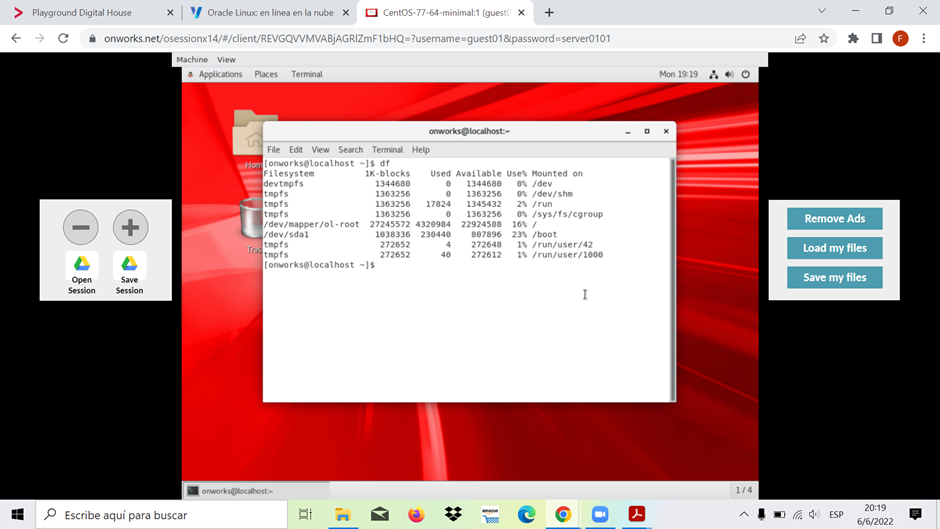 Playground Digital House
Oracle Linux: en línea en la nube
CentOS-77-64-minimal:1 (guest0
onworks.net/osessionx14/#/client/REVGQVVMVABjAGRIZmF1bHQ=?username=guest01&password=server0101
F
Machine View
Applications Places Terminal
Mon 19:19
Home
onworks@localhost:~
File Edit View Search Terminal Help
[onworks@localhost ~]$ df
Filesystem 1K-blocks Used Available Use% Mounted on
devtmpfs 1344680 0 1344680 0% /dev
tmpfs 1363256 0 1363256 0% /dev/shm
tmpfs 1363256 17824 1345432 2% /run
tmpfs 1363256 0 1363256 0% /sys/fs/cgroup
/dev/mapper/ol-root 27245572 4320984 22924588 16% /
/dev/sda1 1038336 230440 807896 23% /boot
tmpfs 272652 4 272648 1% /run/user/42
tmpfs 272652 40 272612 1% /run/user/1000
[onworks@localhost ~]$
Open Session
Save Session
Remove Ads
Load my files
Save my files
onworks@localhost:~
1 / 4
Escribe aquí para buscar
amazon
ESP
20:19
6/6/2022